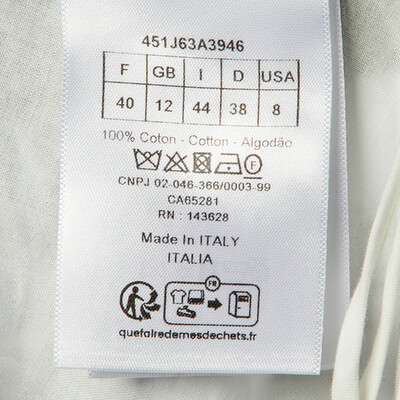 451J63A3946
F GB I D USA
40 12 44 38 8
100% Coton - Cotton - Algodão
F
CNPJ 02-046-366/0003-99
CA65281
RN : 143628
Made In ITALY
ITALIA
FR
quefairedemesdechets.fr